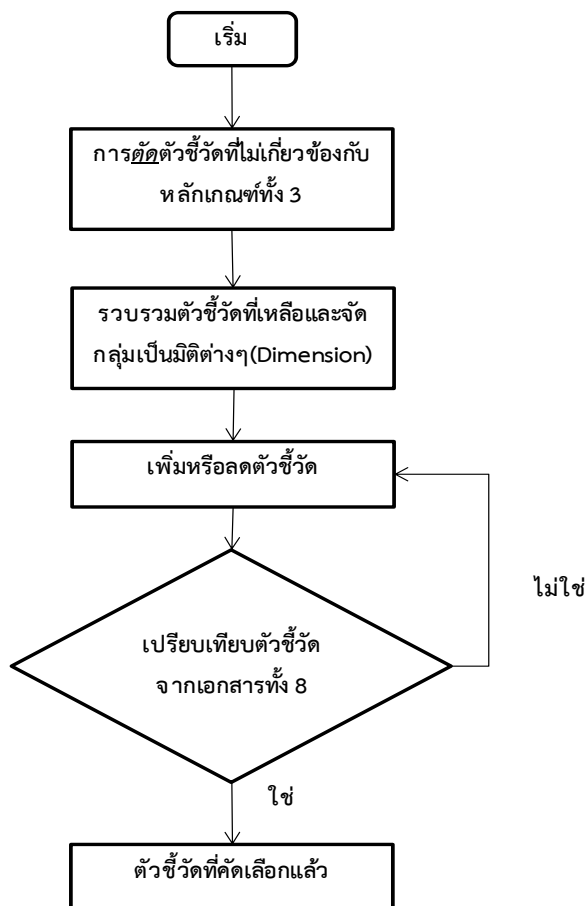 เริ่ม
การตัดตัวชี้วัดที่ไม่เกี่ยวข้องกับ
หลักเกณฑ์ทั้ง 3
รวบรวมตัวชี้วัดที่เหลือและจัด
กลุ่มเป็นมิติต่างๆ(Dimension)
เพิ่มหรือลดตัวชี้วัด
ไม่ใช่
เปรียบเทียบตัวชี้วัด
จากเอกสารทั้ง 8
ใช่
ตัวชี้วัดที่คัดเลือกแล้ว